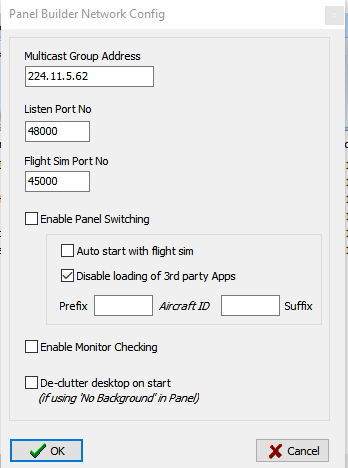 Panel Builder Network Config
Multicast Group Address
224.11.5.62
Listen Port No
48000
Flight Sim Port No
45000
Enable Panel Switching
Auto start with flight sim
Disable loading of 3rd party Apps
Prefix Aircraft ID Suffix
Enable Monitor Checking
De-clutter desktop on start
(if using 'No Background' in Panel)
OK Cancel